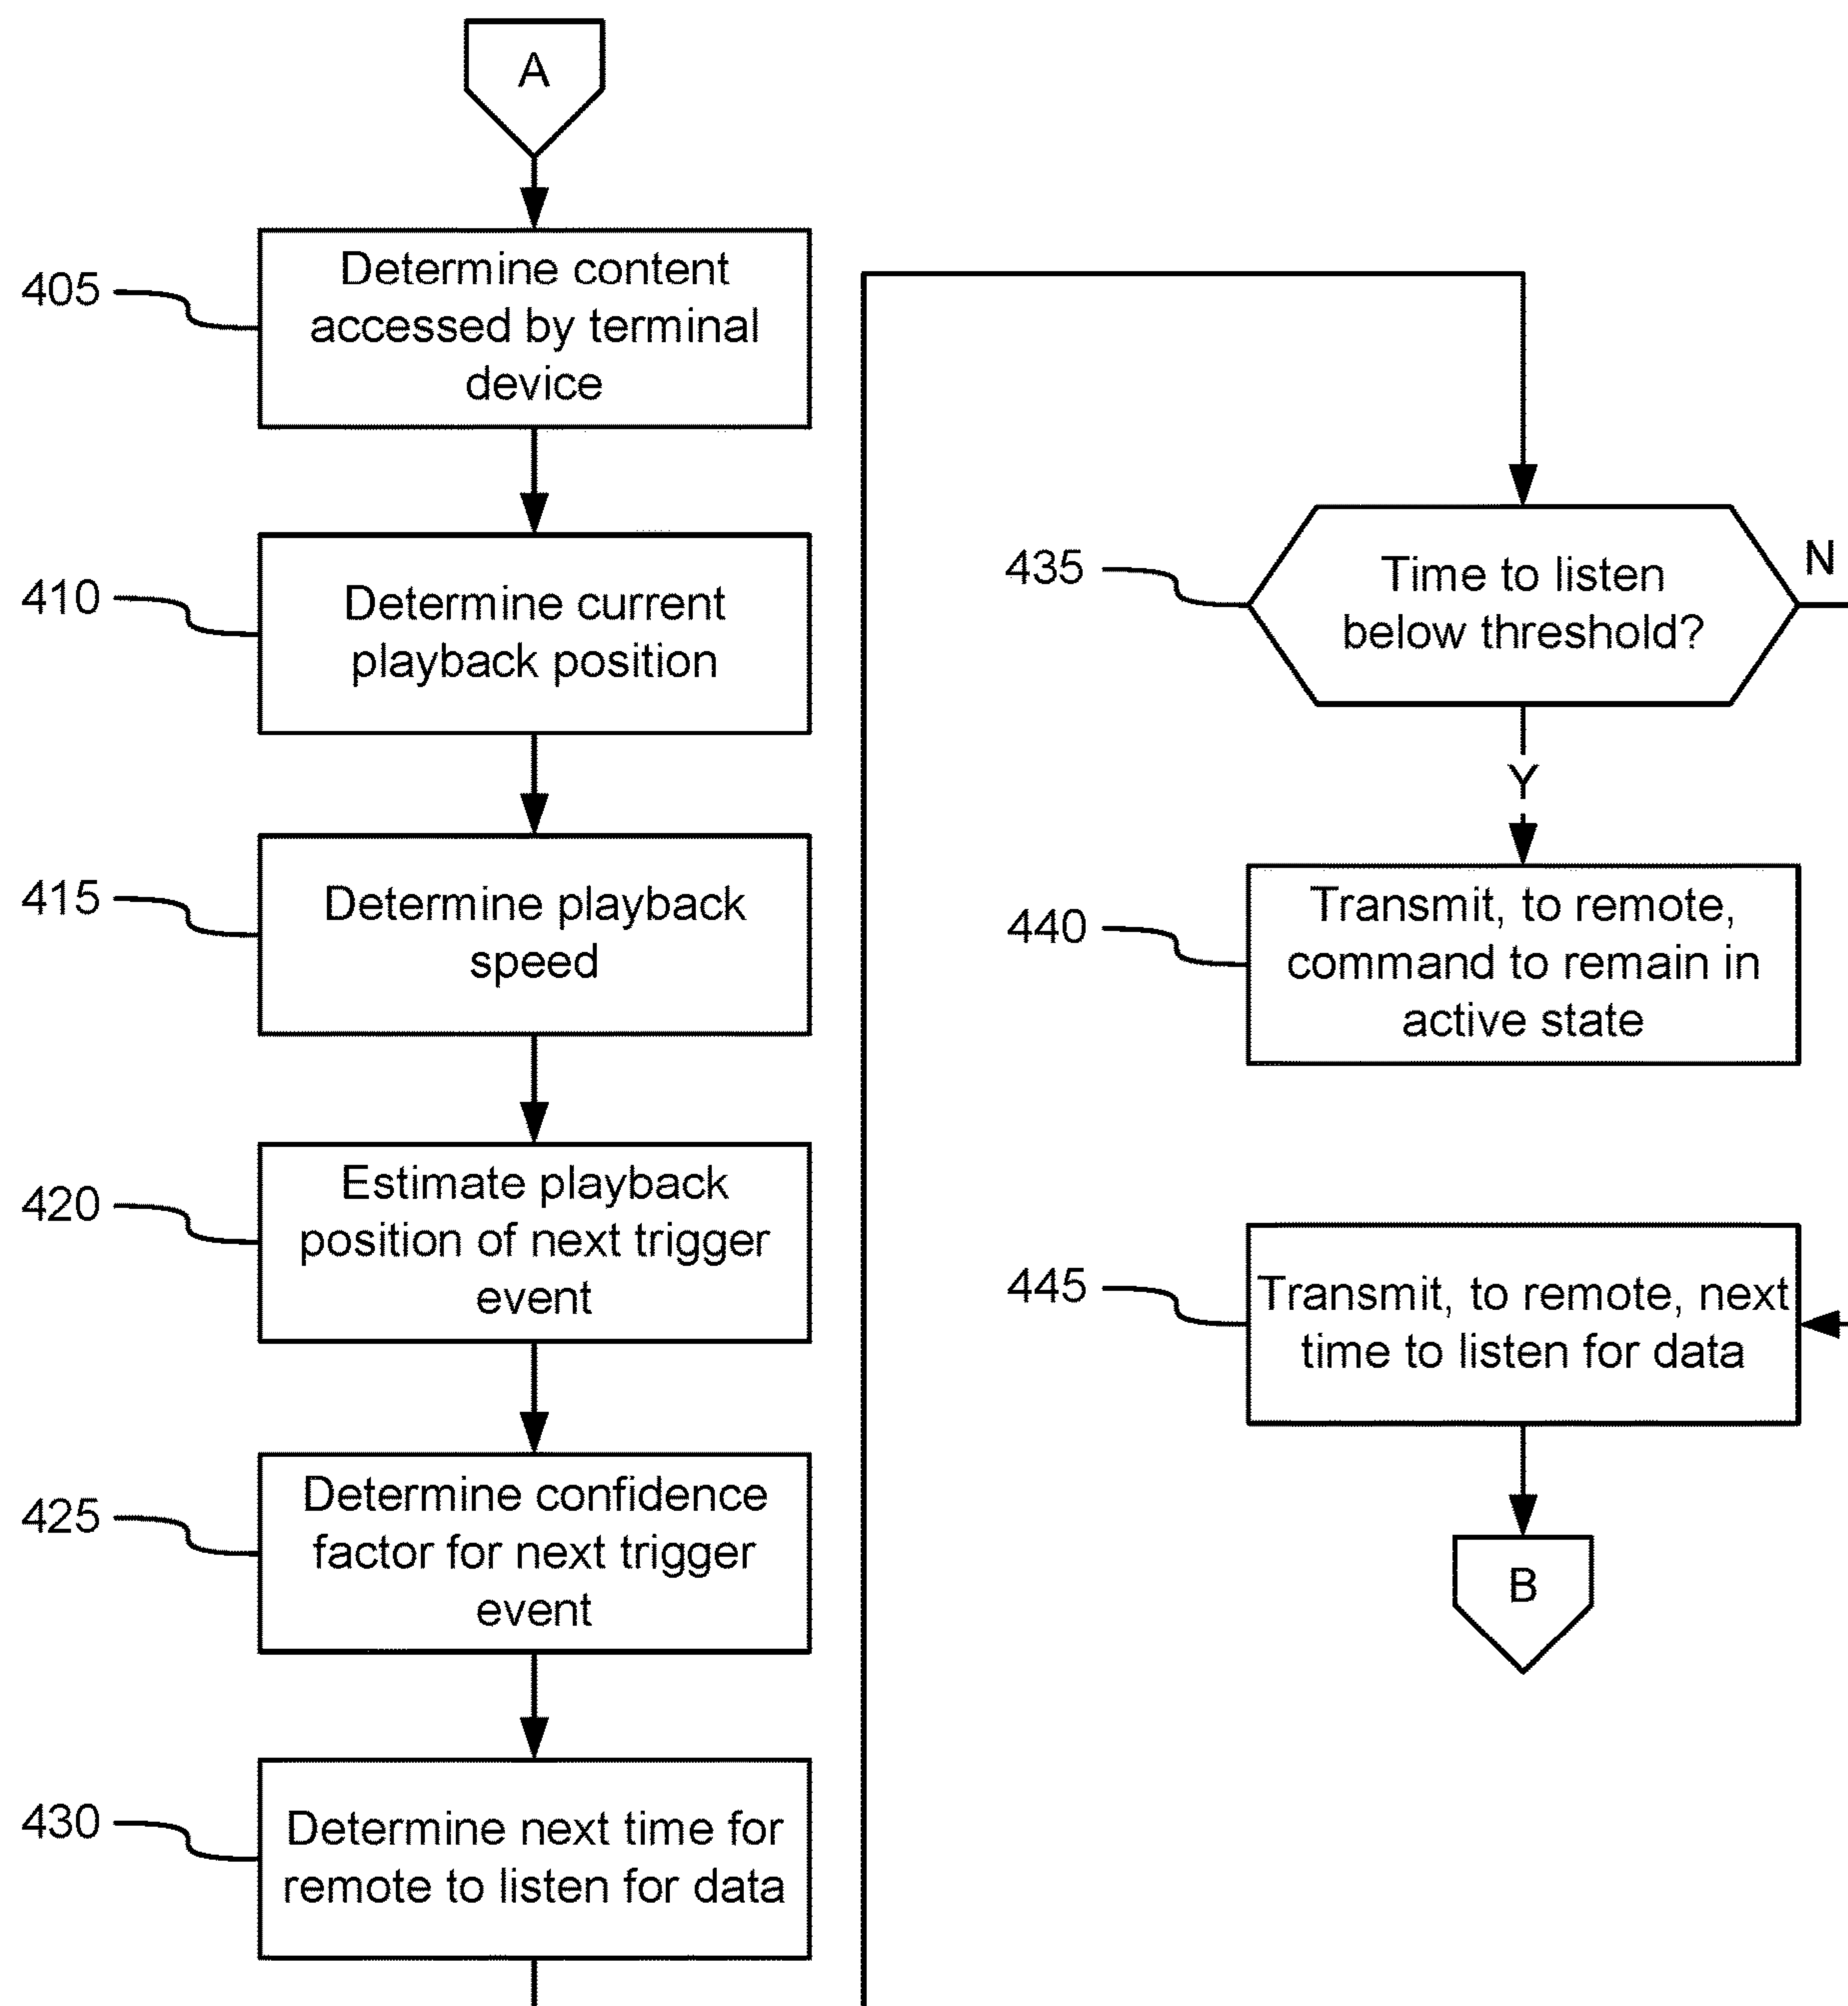 A
405
Determine content
accessed by terminal
device
410
Determine current
playback position
415
Determine playback
speed
420
Estimate playback
position of next trigger
event
425
Determine confidence
factor for next trigger
event
430
Determine next time for
remote to listen for data
435
Time to listen
below threshold?
N
Y
440
Transmit, to remote,
command to remain in
active state
445
Transmit, to remote, next
time to listen for data
B